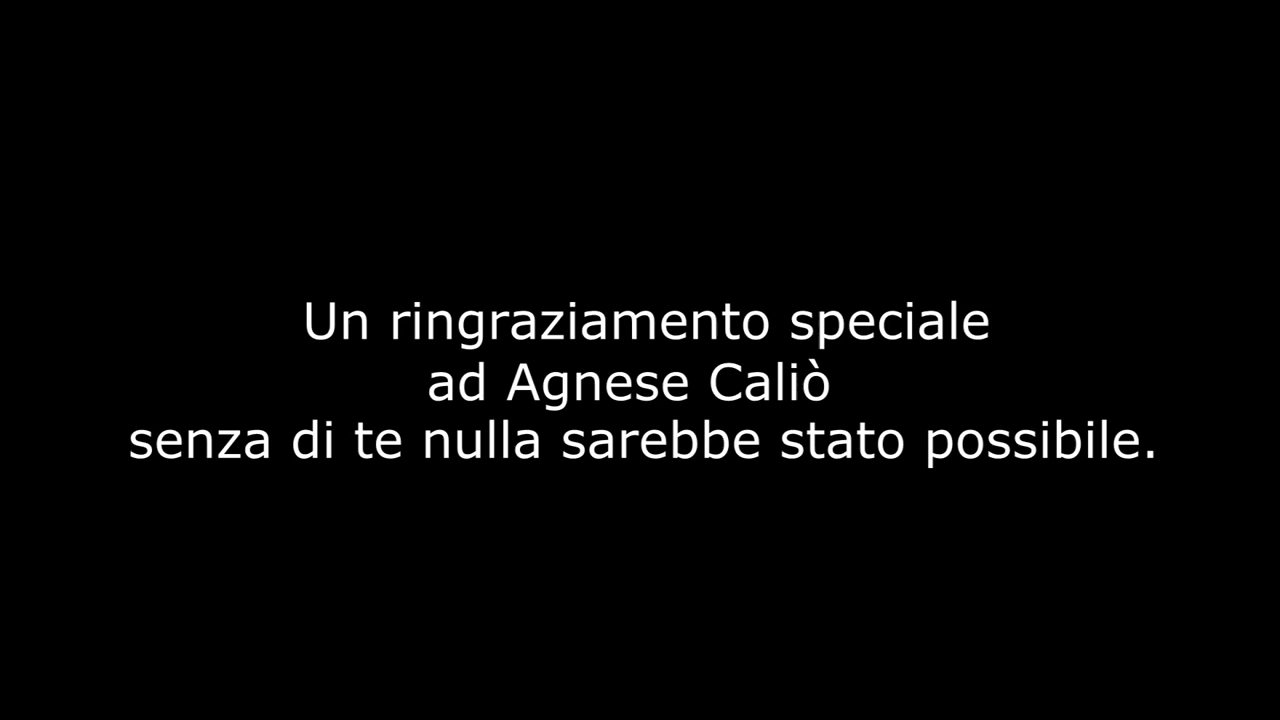 Un ringraziamento speciale
ad Agnese Caliò
senza di te nulla sarebbe stato possibile.